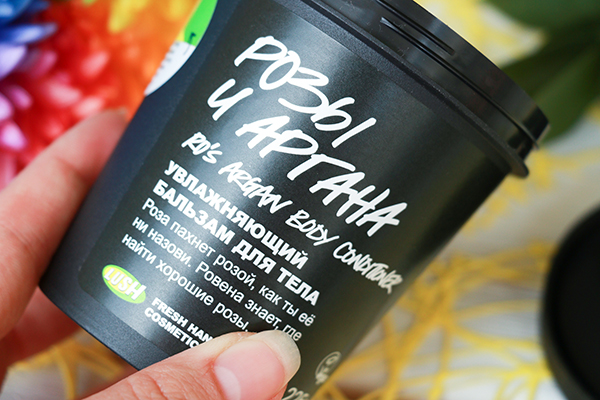 РОЗЫ
И АРГАНА
RO'S ARGAN BODY CONDITIONER
УВЛАЖНЯЮЩИЙ
БАЛЬЗАМ ДЛЯ ТЕЛА
Роза пахнет розой, как ты её
ни назови. Ровена знает, где
найти хорошие розы.
LUSH
FRESH
COSMETIC